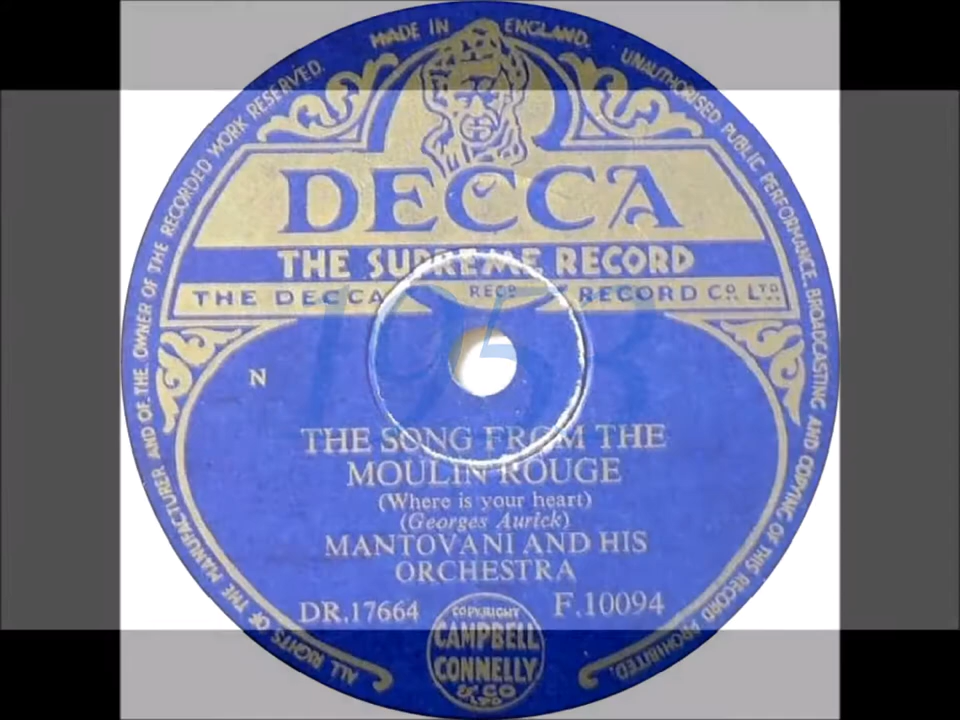 MADE IN ENGLAND.
ALL RIGHTS OF THE MANUFACTURER AND OF THE OWNER OF THE RECORDED WORK RESERVED.
UNAUTHORISED PUBLIC PERFORMANCE, BROADCASTING AND COPYING OF THIS RECORD PROHIBITED.
DECCA
THE SUPREME RECORD
THE DECCA RECO RECORD CO. LTD.
1953
N
THE SONG FROM THE
MOULIN ROUGE
(Where is your heart)
(Georges Aurick)
MANTOVANI AND HIS
ORCHESTRA
DR.17664
F.10094
COPYRIGHT
CAMPBELL
CONNELLY
& CO
LTD